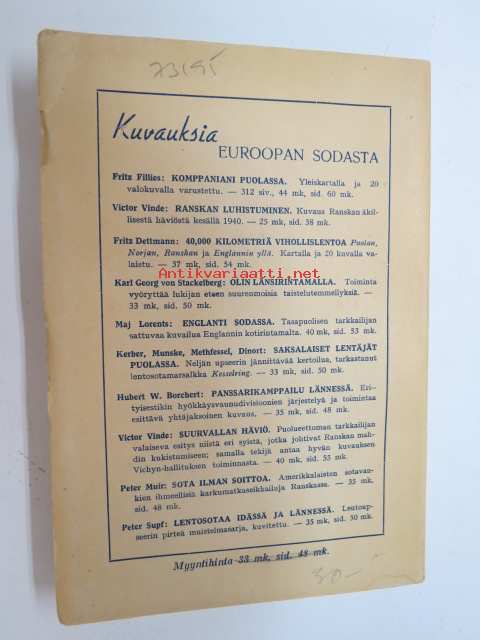 23195
Kuvauksia
EUROOPAN SODASTA
Fritz Fillies: KOMPPANIANI PUOLASSA. Yleiskartalla ja 20
valokuvalla varustettu. — 312 siv., 44 mk, sid. 60 mk.
Victor Vinde: RANSKAN LUHISTUMINEN. Kuvaus Ranskan äkil-
lisestä häviöstä kesällä 1940. — 25 mk, sid. 38 mk.
Fritz Dettmann: 40,000 KILOMETRIÄ VIHOLLISLENTOA Puolan,
Norjan, Ranskan ja Englannin yllä. Kartalla ja 20 kuvalla va-
laistu. — 37 mk, sid. 54 mk.
Antikvariaatti.net
Karl Georg von Stackelberg: OLIN LÄNSIRINTAMALLA. Toiminta
vyöryttää lukijan eteen suurenmoisia taistelutemmellyksiä. —
33 mk, sid. 50 mk.
Maj Lorents: ENGLANTI SODASSA. Tasapuolisen tarkkailijan
sattuvaa kuvailua Englannin kotirintamalta. 40 mk, sid. 53 mk.
Kerber, Munske, Methfessel, Dinort: SAKSALAISET LENTÄJÄT
PUOLASSA. Neljän upseerin jännittävää kertoilua, tarkastanut
lentosotamarsalkka Kesselring. — 33 mk, sid. 50 mk.
Hubert W. Borchert: PANSSARIKAMPPAILU LÄNNESSÄ. Eri-
tyisestikin hyökkäysvaunudivisioonien järjestelyä ja toimintaa
esittävä yhtäjaksoinen kuvaus. — 35 mk, sid. 48 mk.
Victor Vinde: SUURVALLAN HÄVIÖ. Puolueettoman tarkkailijan
valaiseva esitys niistä eri syistä, jotka johtivat Ranskan mah-
din kukistumiseen; samalla tekijä antaa hyvän kuvauksen
Vichyn-hallituksen toiminnasta. — 40 mk, sid. 53 mk.
Peter Muir: SOTA ILMAN SOITTOA. Amerikkalaisten sotavan-
kien ihmeellisiä karkumatkaseikkailuja Ranskassa. — 35 mk,
sid. 48 mk.
Peter Supf: LENTOSOTAA IDÄSSÄ JA LÄNNESSÄ. Lentoup-
seerin pirteä muistelmasarja, kuvitettu. — 35 mk, sid. 50 mk.
Myyntihinta 33 mk, sid. 48 mk.
30-